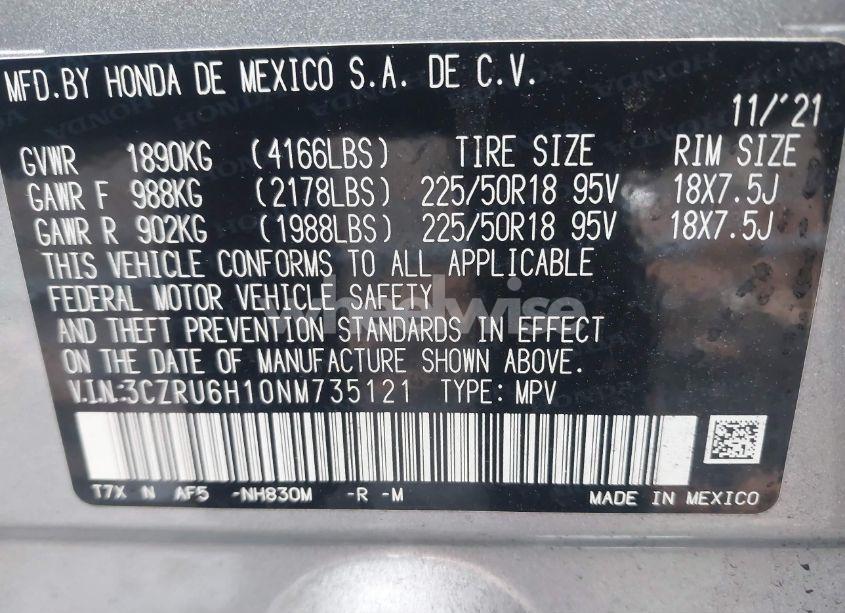 MFD.BY HONDA DE MEXICO S.A. DE C.V.
11/'21
GVWR 1890KG (4166LBS) TIRE SIZE RIM SIZE
GAWR F 988KG (2178LBS) 225/50R18 95V 18X7.5J
GAWR R 902KG (1988LBS) 225/50R18 95V 18X7.5J
THIS VEHICLE CONFORMS TO ALL APPLICABLE
FEDERAL MOTOR VEHICLE SAFETY
AND THEFT PREVENTION STANDARDS IN EFFECT
ON THE DATE OF MANUFACTURE SHOWN ABOVE.
V.I.N.:3CZRU6H10NM735121 TYPE: MPV
T7X N AF5 -NH830M -R -M MADE IN MEXICO
wheelwise